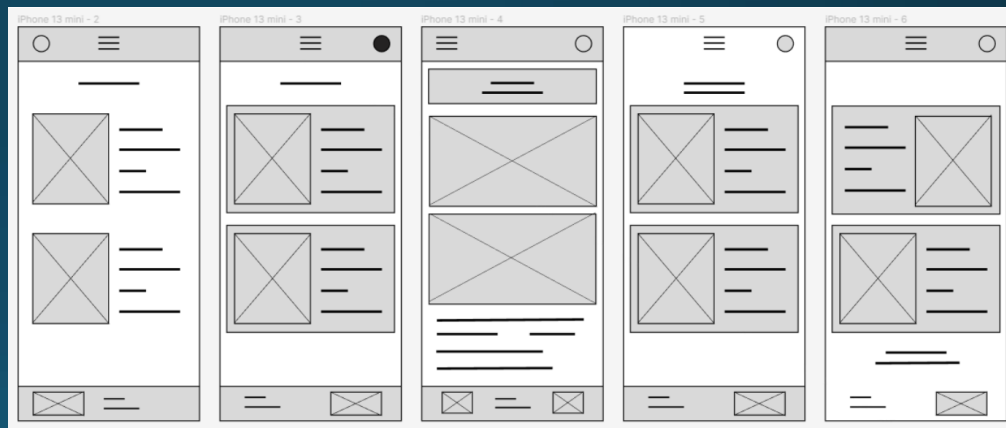 iPhone 13 mini - 2
iPhone 13 mini - 3
iPhone 13 mini - 4
iPhone 13 mini - 5
iPhone 13 mini - 6